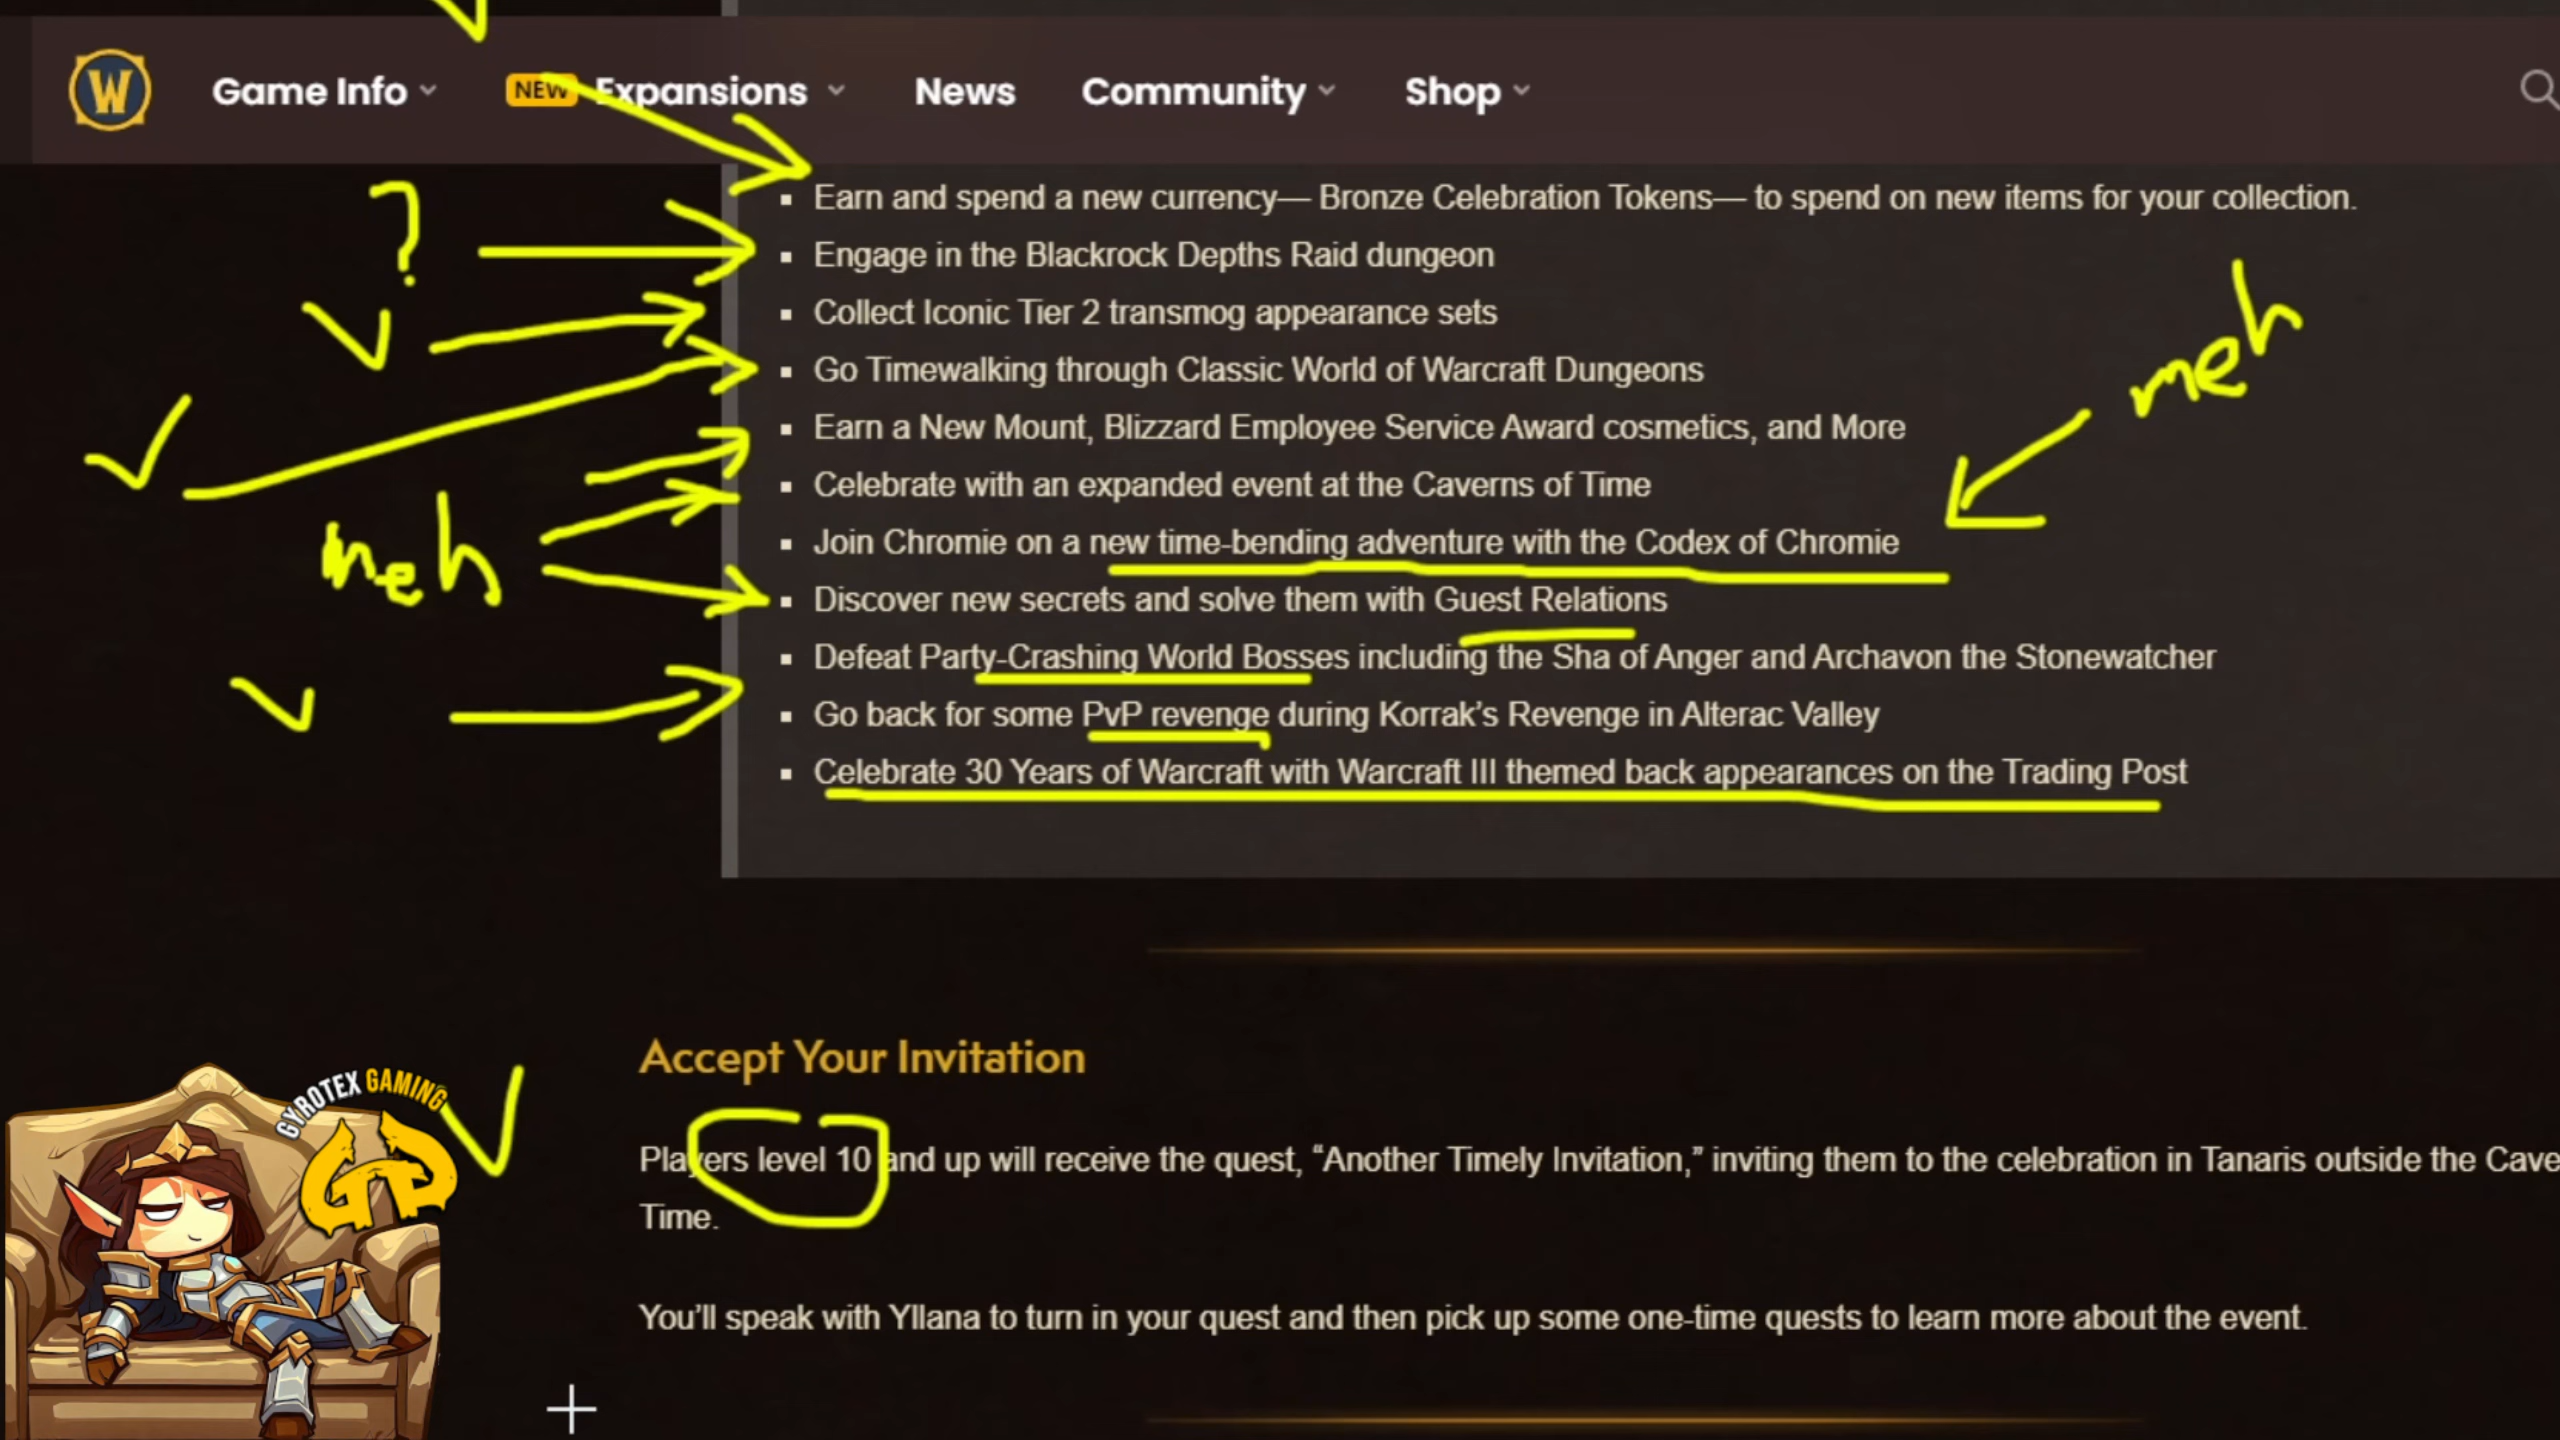 W Game Info NEW Expansions News Community Shop
?
Earn and spend a new currency— Bronze Celebration Tokens— to spend on new items for your collection.
Engage in the Blackrock Depths Raid dungeon
Collect Iconic Tier 2 transmog appearance sets
meh
Go Timewalking through Classic World of Warcraft Dungeons
Earn a New Mount, Blizzard Employee Service Award cosmetics, and More
Celebrate with an expanded event at the Caverns of Time
Join Chromie on a new time-bending adventure with the Codex of Chromie
meh
Discover new secrets and solve them with Guest Relations
Defeat Party-Crashing World Bosses including the Sha of Anger and Archavon the Stonewatcher
Go back for some PvP revenge during Korrak's Revenge in Alterac Valley
Celebrate 30 Years of Warcraft with Warcraft III themed back appearances on the Trading Post
Accept Your Invitation
GYROTEX GAMING
GG
Players level 10 and up will receive the quest, “Another Timely Invitation,” inviting them to the celebration in Tanaris outside the Cave
Time.
You'll speak with Yllana to turn in your quest and then pick up some one-time quests to learn more about the event.